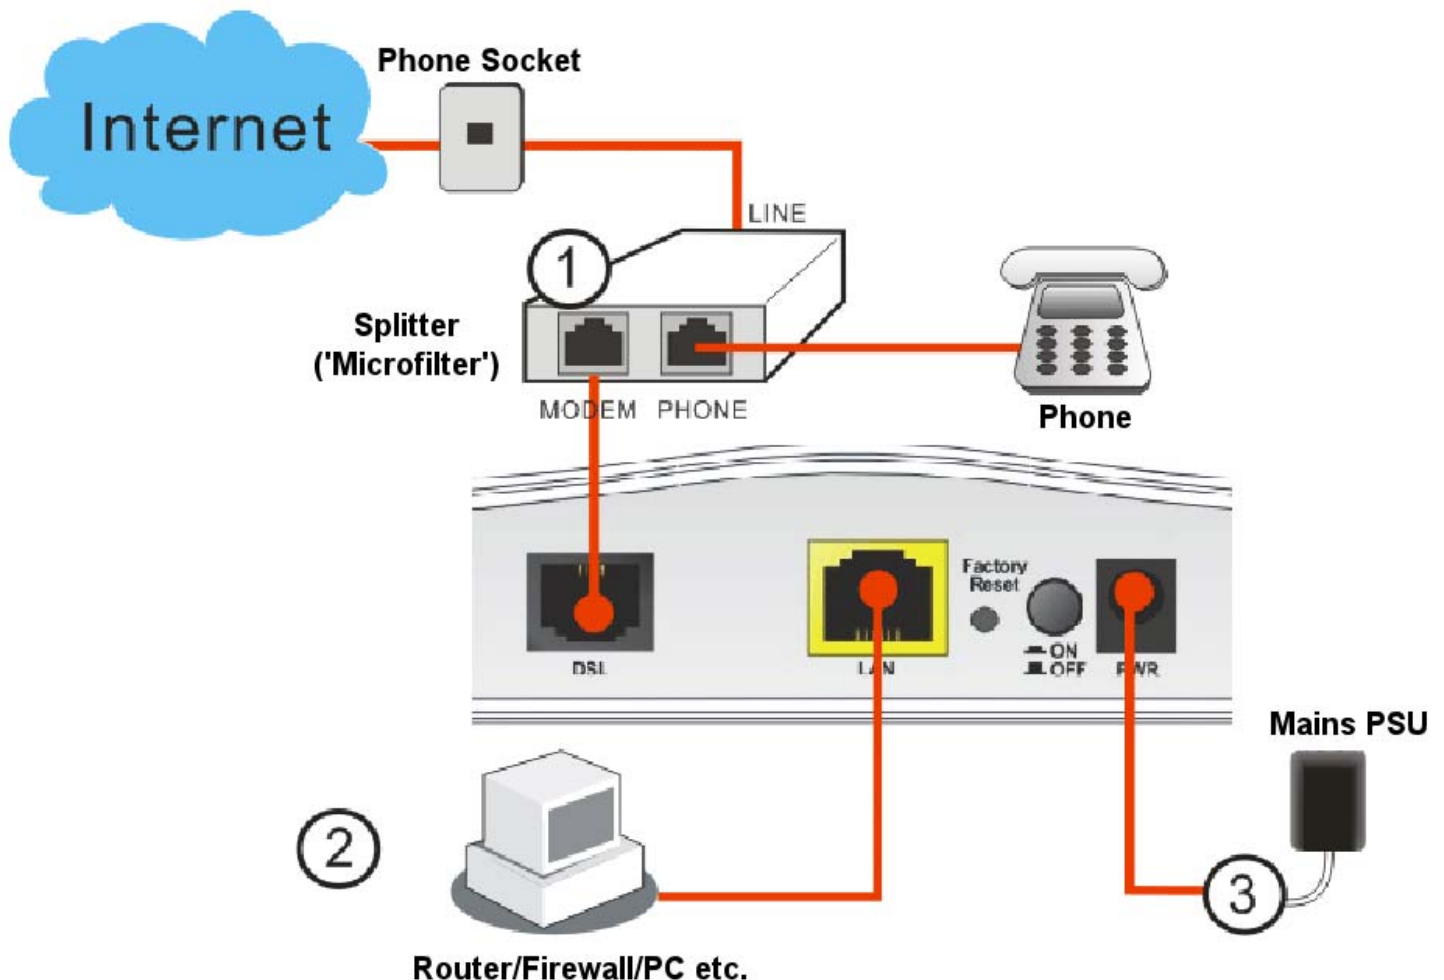 Phone Socket
Internet
LINE
1
Splitter
('Microfilter')
MODEM PHONE
Phone
Factory
Reset
ON
OFF
DSL
LAN
PWR
Mains PSU
2
3
Router/Firewall/PC etc.